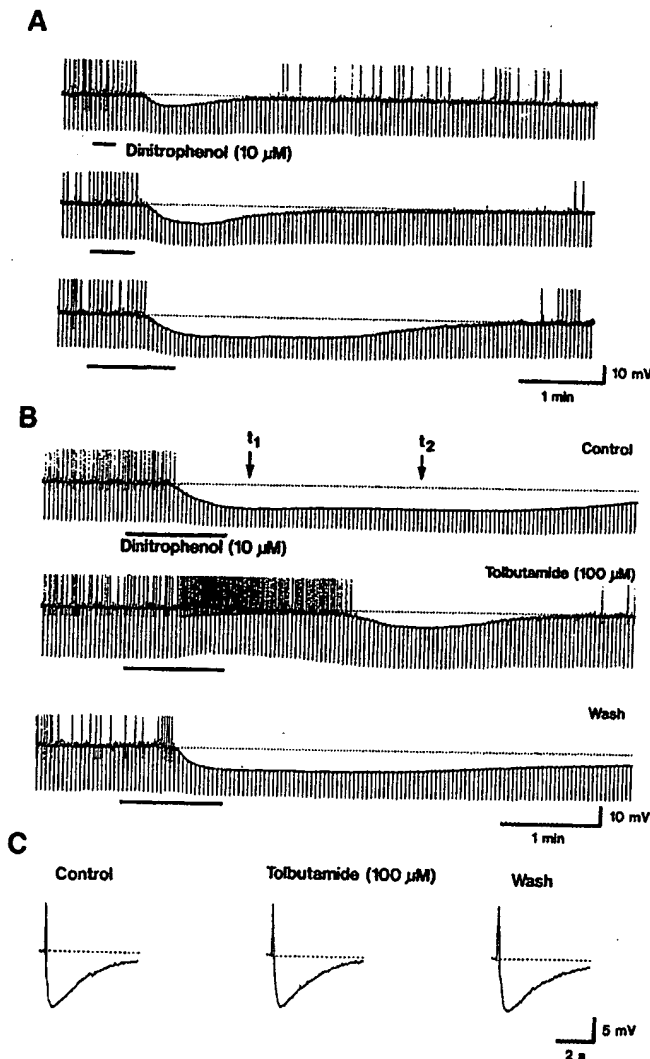 A
Dinitrophenol (10 μM)
10 mV
1 min
B
t1
t2
Control
Dinitrophenol (10 μM)
Tolbutamide (100 μM)
Wash
10 mV
1 min
C
Control
Tolbutamide (100 μM)
Wash
5 mV
2 s